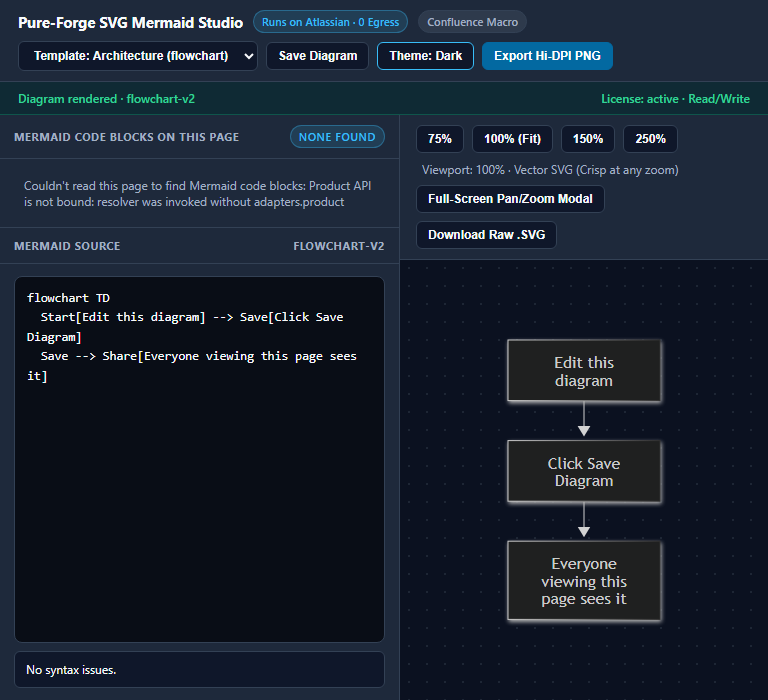 Pure-Forge SVG Mermaid Studio
Runs on Atlassian · 0 Egress
Confluence Macro
Template: Architecture (flowchart)
Save Diagram
Theme: Dark
Export Hi-DPI PNG
Diagram rendered · flowchart-v2
License: active · Read/Write
MERMAID CODE BLOCKS ON THIS PAGE
NONE FOUND
Couldn't read this page to find Mermaid code blocks: Product API
is not bound: resolver was invoked without adapters.product
MERMAID SOURCE
FLOWCHART-V2
flowchart TD
  Start[Edit this diagram] --> Save[Click Save
Diagram]
  Save --> Share[Everyone viewing this page sees
it]
No syntax issues.
75%
100% (Fit)
150%
250%
Viewport: 100% · Vector SVG (Crisp at any zoom)
Full-Screen Pan/Zoom Modal
Download Raw .SVG
Edit this
diagram
Click Save
Diagram
Everyone
viewing this
page sees it